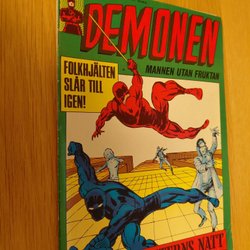 DEMONEN
MANNEN UTAN FRUKTAN
FOLKHJÄLTEN
SLÅR TILL
IGEN!
NATT